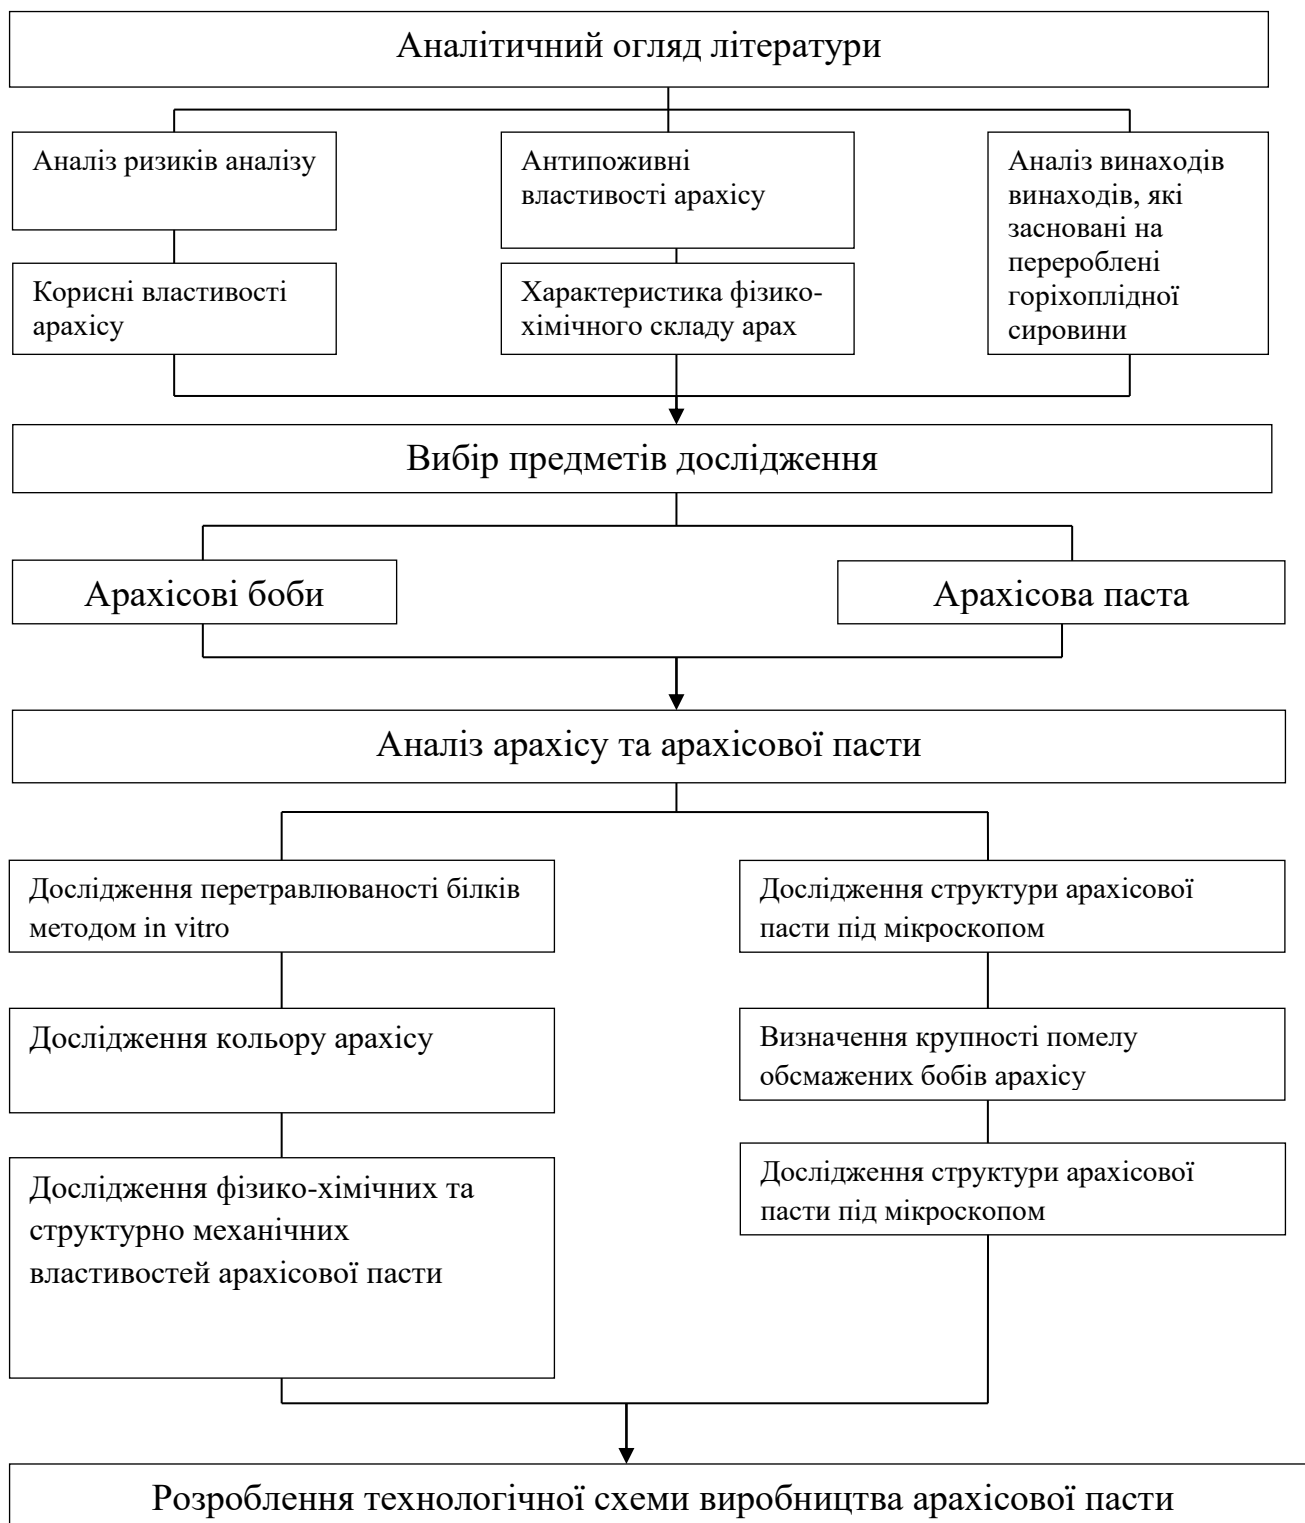 Аналітичний огляд літератури
Аналіз ризиків аналізу
Корисні властивості
арахісу
Антипоживні
властивості арахісу
Характеристика фізико-
хімічного складу арах
Аналіз винаходів
винаходів, які
засновані на
перероблені
горіхоплідної
сировини
Вибір предметів дослідження
Арахісові боби
Арахісова паста
Аналіз арахісу та арахісової пасти
Дослідження перетравлюваності білків
методом in vitro
Дослідження кольору арахісу
Дослідження фізико-хімічних та
структурно механічних
властивостей арахісової пасти
Дослідження структури арахісової
пасти під мікроскопом
Визначення крупності помелу
обсмажених бобів арахісу
Дослідження структури арахісової
пасти під мікроскопом
Розроблення технологічної схеми виробництва арахісової пасти